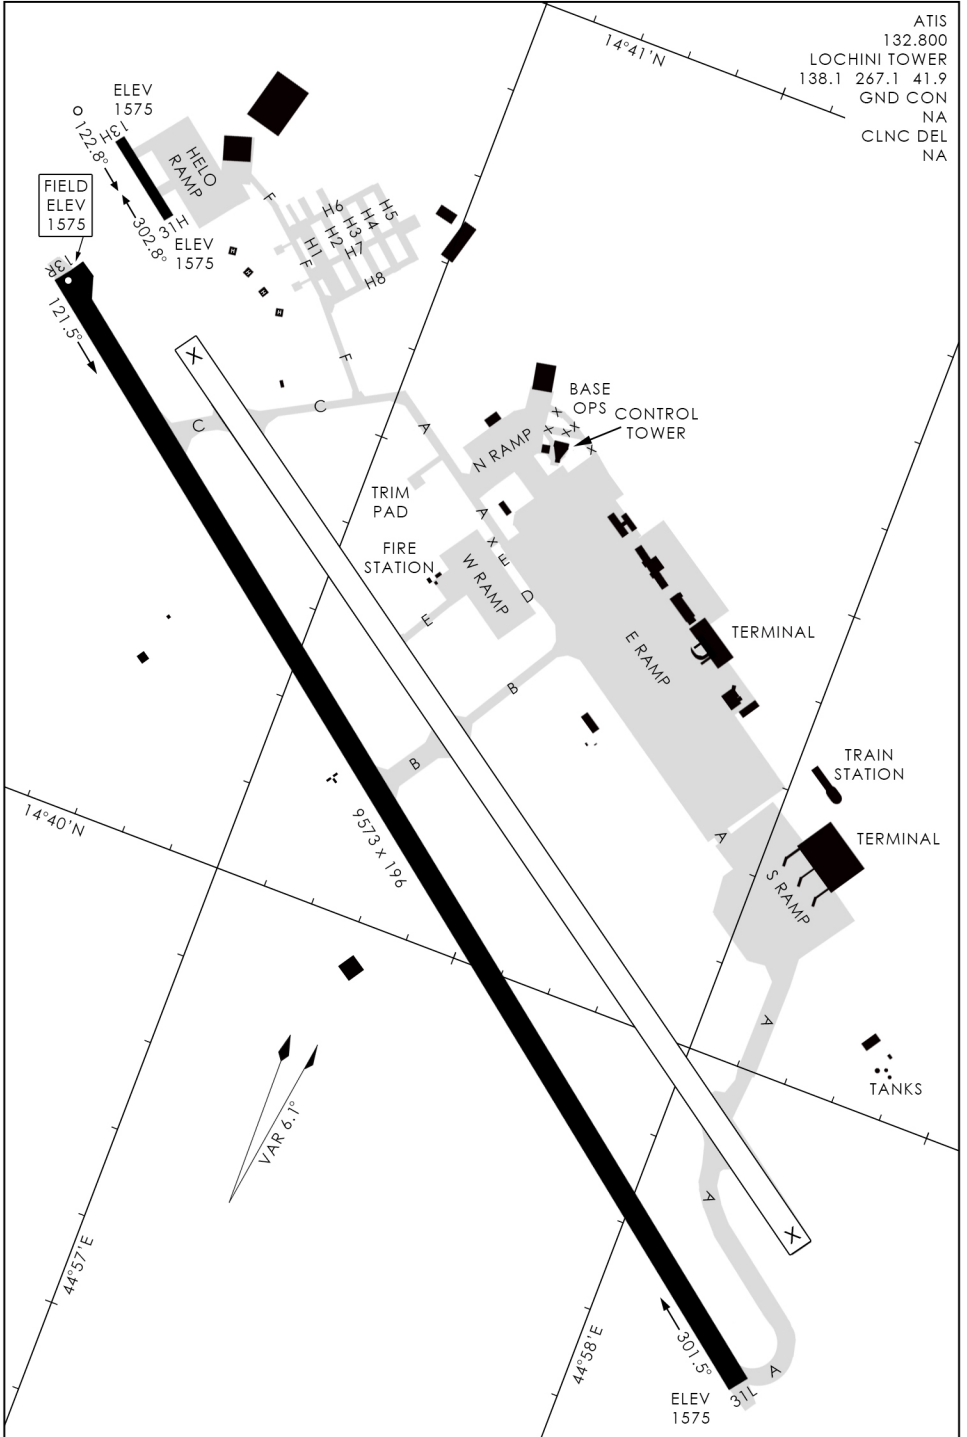 ATIS
132.800
LOCHINI TOWER
138.1 267.1 41.9
GND CON
NA
CLNC DEL
NA
14°41'N
ELEV
1575
13H
122.8°
HELO
RAMP
31H
302.8°
ELEV
1575
FIELD
ELEV
1575
13R
121.5°
F
H6
H5
H4
H3
H2
H1
H7
F
H8
F
C
C
A
BASE
OPS
X
X
X
X
X
CONTROL
TOWER
N RAMP
X
TRIM
PAD
A
X
E
D
FIRE
STATION
W RAMP
E
E RAMP
TERMINAL
B
B
TRAIN
STATION
14°40'N
9573 x 196
A
TERMINAL
S RAMP
A
TANKS
VAR 6.1°
A
X
44°57'E
44°58'E
301.5°
A
31L
ELEV
1575